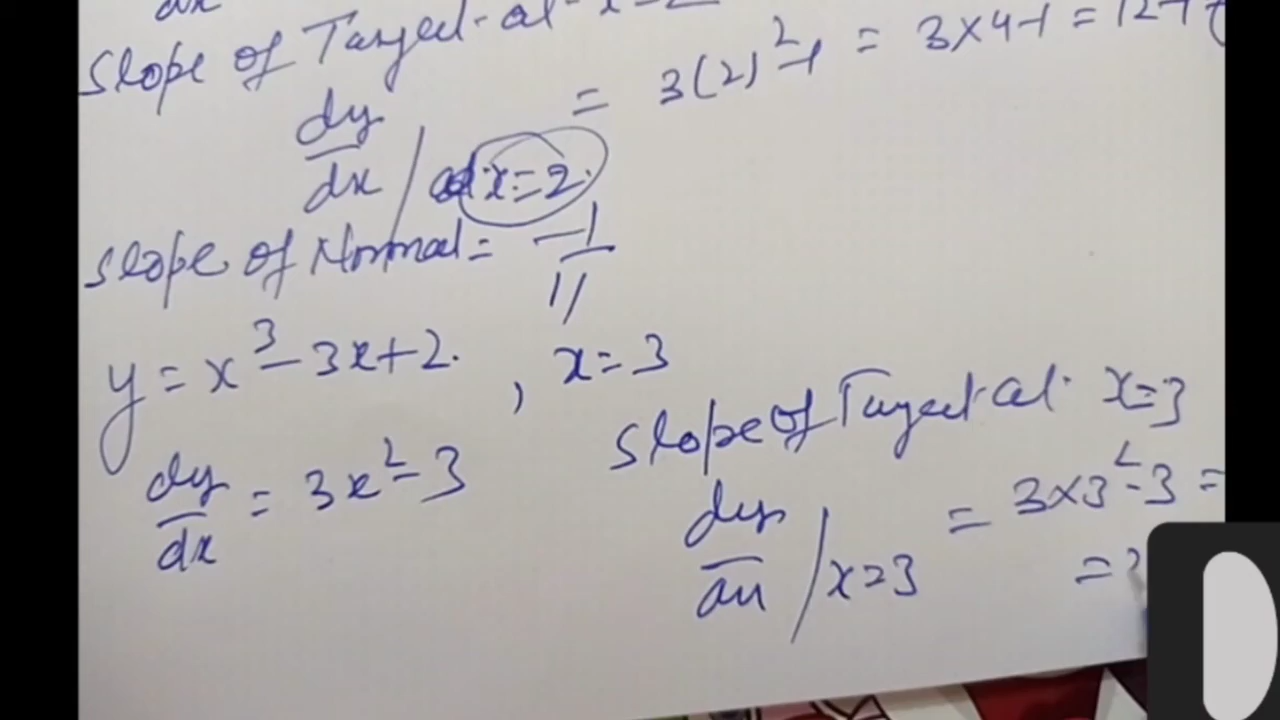 dx
Slope of Tangent at x=2
dy/dx / at x=2 = 3(2)²-1 = 3×4-1 = 12-1
Slope of Normal = -1/11
y = x³-3x+2. , x=3
dy/dx = 3x²-3
Slope of Tangent at x=3
dy/dx / x=3 = 3×3²-3 =
=